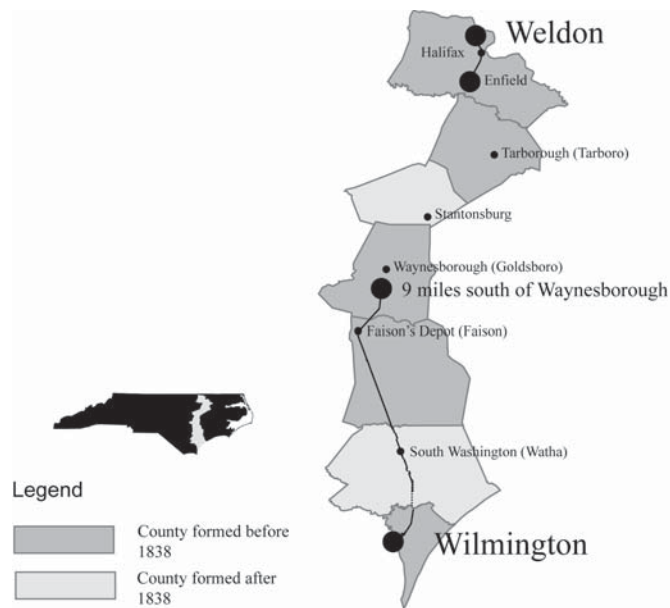 Weldon
Halifax
Enfield
Tarborough (Tarboro)
Stantonsburg
Waynesborough (Goldsboro)
9 miles south of Waynesborough
Faison's Depot (Faison)
South Washington (Watha)
Wilmington
Legend
County formed before
1838
County formed after
1838